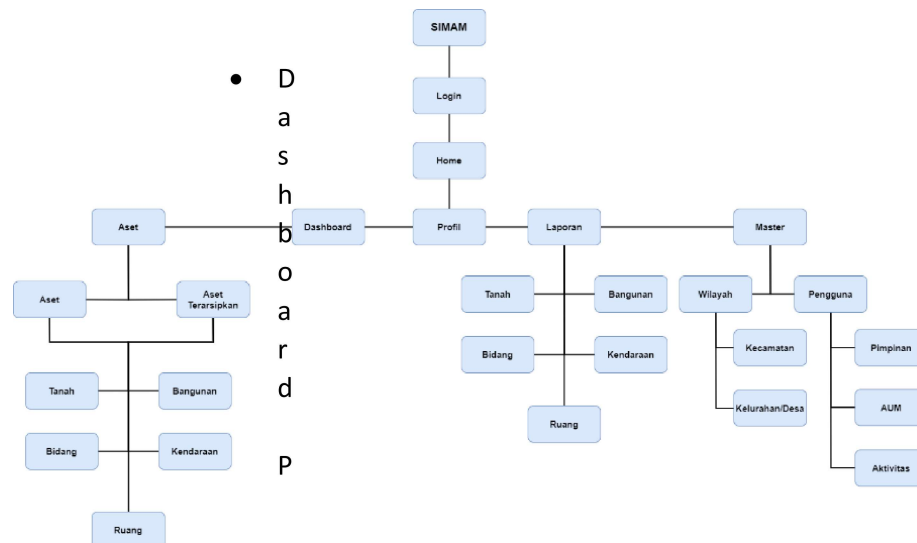 SIMAM
Login
Home
Aset
Dashboard
Profil
Laporan
Master
Aset
Aset
Terarsipkan
Tanah
Bangunan
Bidang
Kendaraan
Ruang
Tanah
Bangunan
Bidang
Kendaraan
Ruang
Wilayah
Pengguna
Kecamatan
Kelurahan/Desa
Pimpinan
AUM
Aktivitas
• D
a
s
h
b
o
a
r
d
P